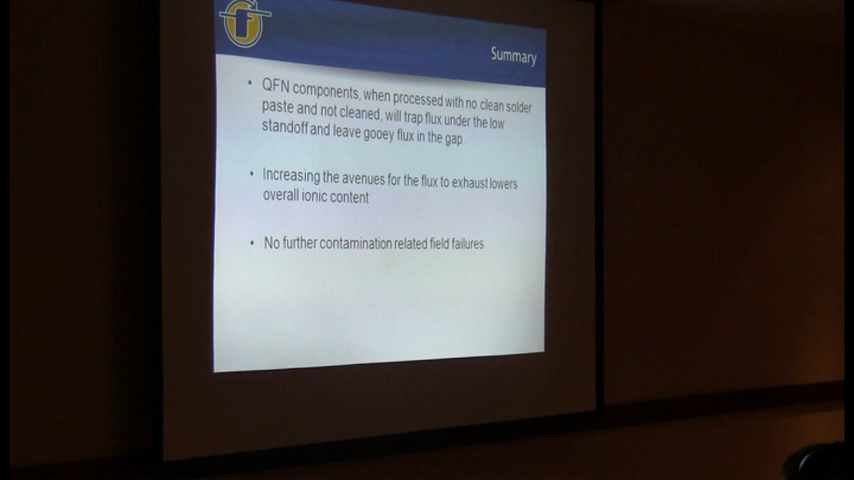 Summary
• QFN components, when processed with no clean solder
paste and not cleaned, will trap flux under the low
standoff and leave gooey flux in the gap.
• Increasing the avenues for the flux to exhaust lowers
overall ionic content
• No further contamination related field failures